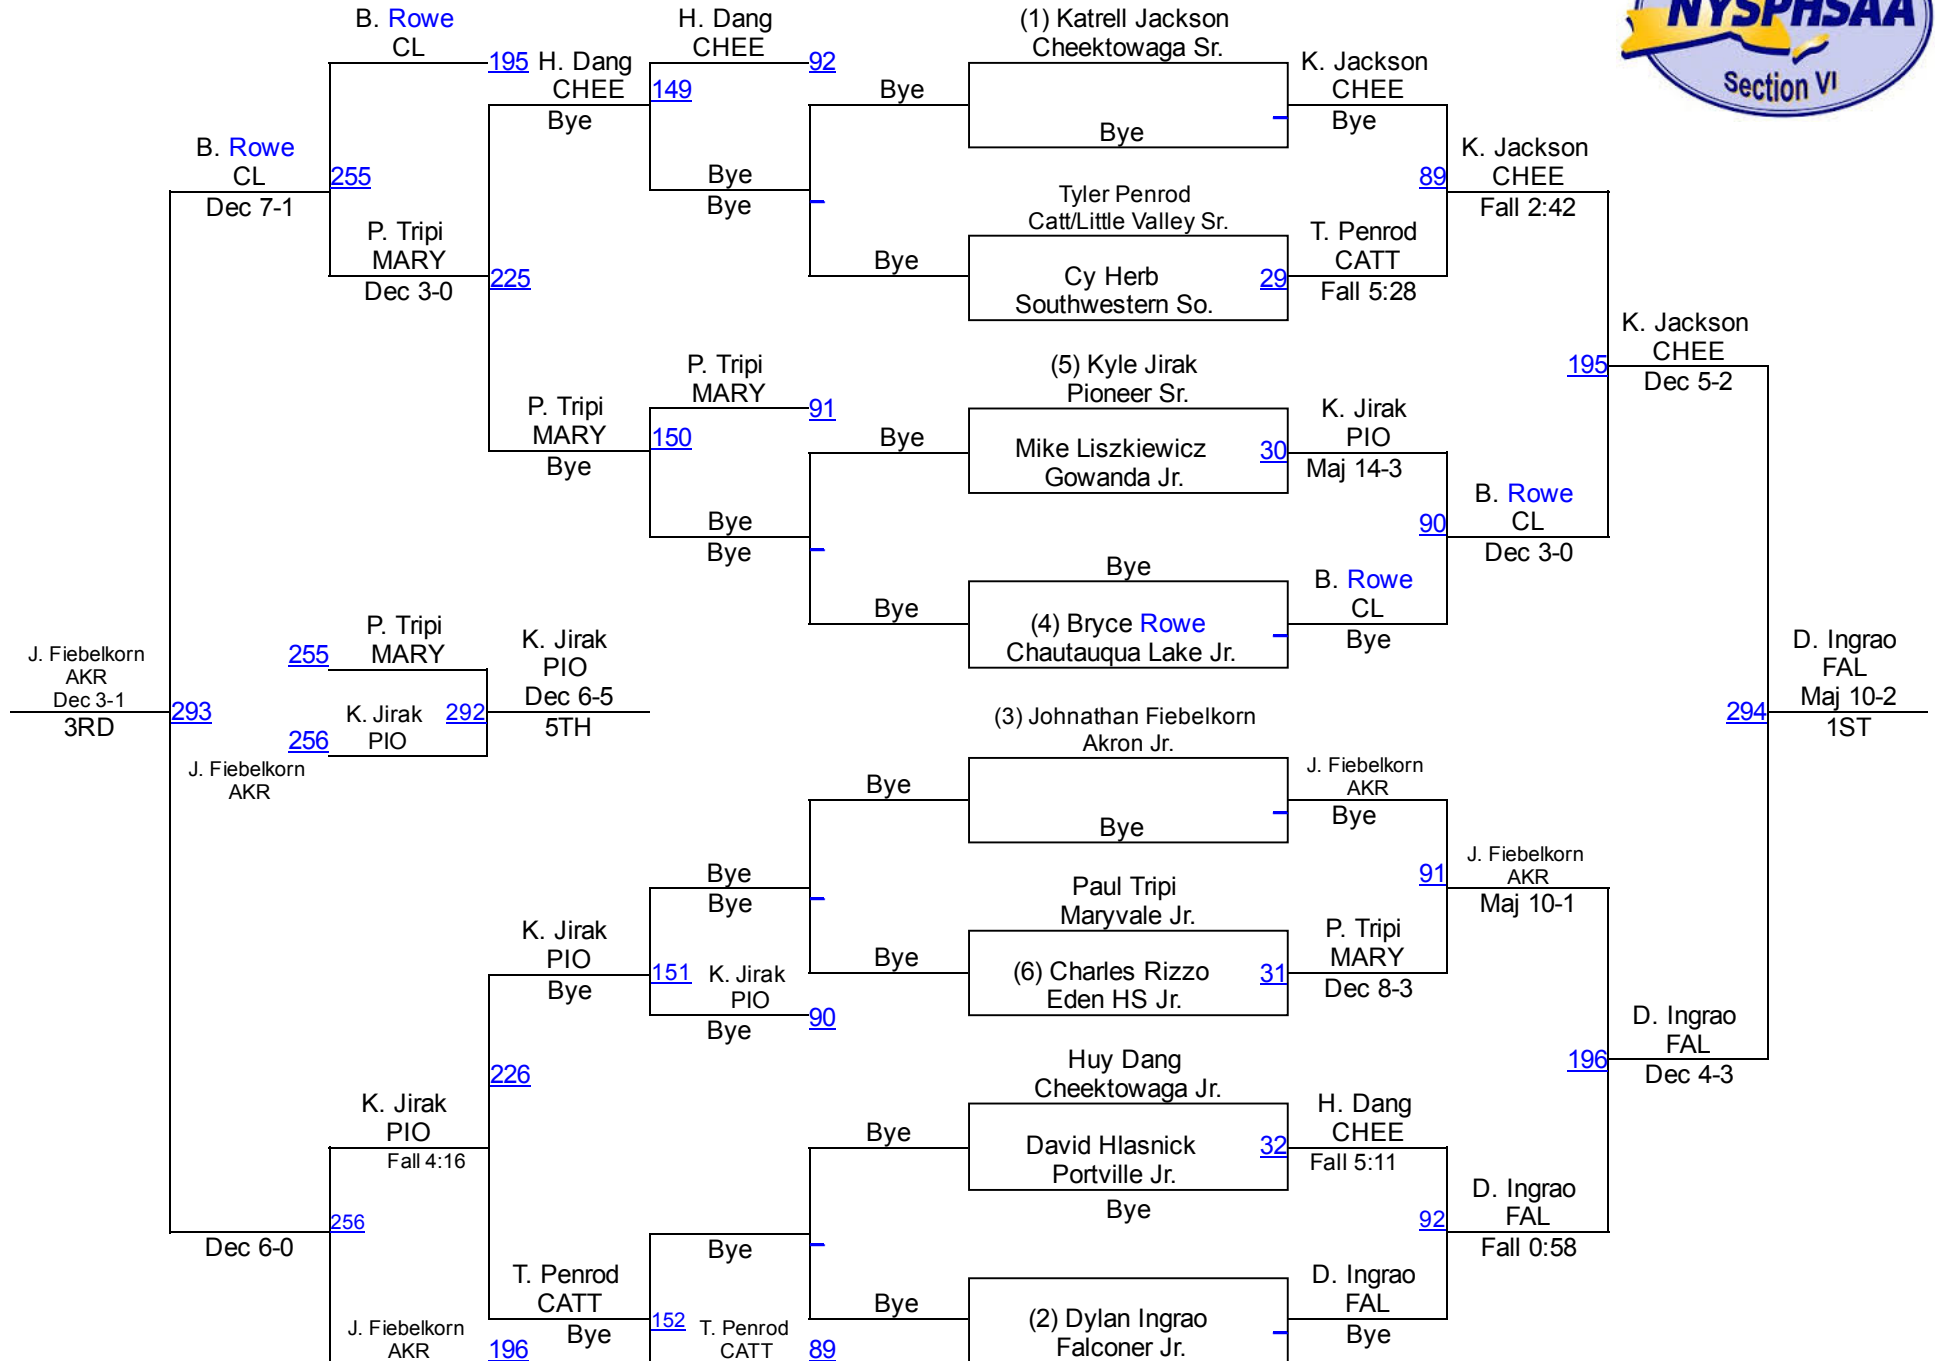 B. Rowe
CL
195
H. Dang
CHEE
Bye
149
H. Dang
CHEE
92
(1) Katrell Jackson
Cheektowaga Sr.
Bye
K. Jackson
CHEE
Bye
NYSPHSAA
Section VI
Bye
B. Rowe
CL
Dec 7-1
255
P. Tripi
MARY
Dec 3-0
225
Bye
Bye
Tyler Penrod
Catt/Little Valley Sr.
Cy Herb
Southwestern So.
29
Bye
T. Penrod
CATT
Fall 5:28
89
K. Jackson
CHEE
Fall 2:42
P. Tripi
MARY
Bye
150
P. Tripi
MARY
91
Bye
(5) Kyle Jirak
Pioneer Sr.
Mike Liszkiewicz
Gowanda Jr.
30
K. Jirak
PIO
Maj 14-3
195
K. Jackson
CHEE
Dec 5-2
Bye
Bye
Bye
Bye
(4) Bryce Rowe
Chautauqua Lake Jr.
B. Rowe
CL
Bye
90
B. Rowe
CL
Dec 3-0
J. Fiebelkorn
AKR
Dec 3-1
3RD
293
255
P. Tripi
MARY
256
K. Jirak
PIO
292
K. Jirak
PIO
Dec 6-5
5TH
J. Fiebelkorn
AKR
294
D. Ingrao
FAL
Maj 10-2
1ST
(3) Johnathan Fiebelkorn
Akron Jr.
Bye
Bye
J. Fiebelkorn
AKR
Bye
Bye
Bye
K. Jirak
PIO
Bye
151
K. Jirak
PIO
Bye
90
Bye
Paul Tripi
Maryvale Jr.
(6) Charles Rizzo
Eden HS Jr.
31
P. Tripi
MARY
Dec 8-3
91
J. Fiebelkorn
AKR
Maj 10-1
226
K. Jirak
PIO
Fall 4:16
Bye
Huy Dang
Cheektowaga Jr.
David Hlasnick
Portville Jr.
32
Bye
H. Dang
CHEE
Fall 5:11
196
D. Ingrao
FAL
Dec 4-3
Dec 6-0
256
J. Fiebelkorn
AKR
196
T. Penrod
CATT
Bye
152
Bye
T. Penrod
CATT
89
Bye
(2) Dylan Ingrao
Falconer Jr.
D. Ingrao
FAL
Bye
92
D. Ingrao
FAL
Fall 0:58